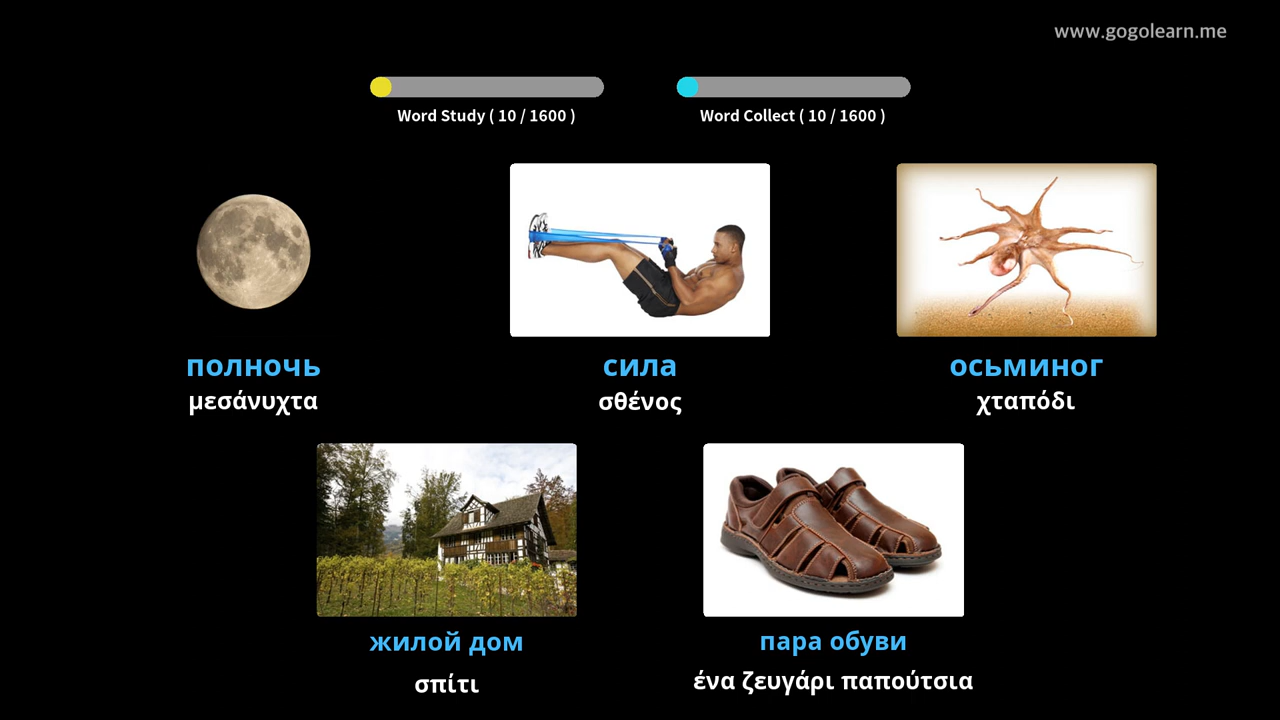 www.gogolearn.me
Word Study ( 10 / 1600 )
Word Collect ( 10 / 1600 )
полночь
μεσάνυχτα
сила
σθένος
осьминог
χταπόδι
жилой дом
σπίτι
пара обуви
ένα ζευγάρι παπούτσια